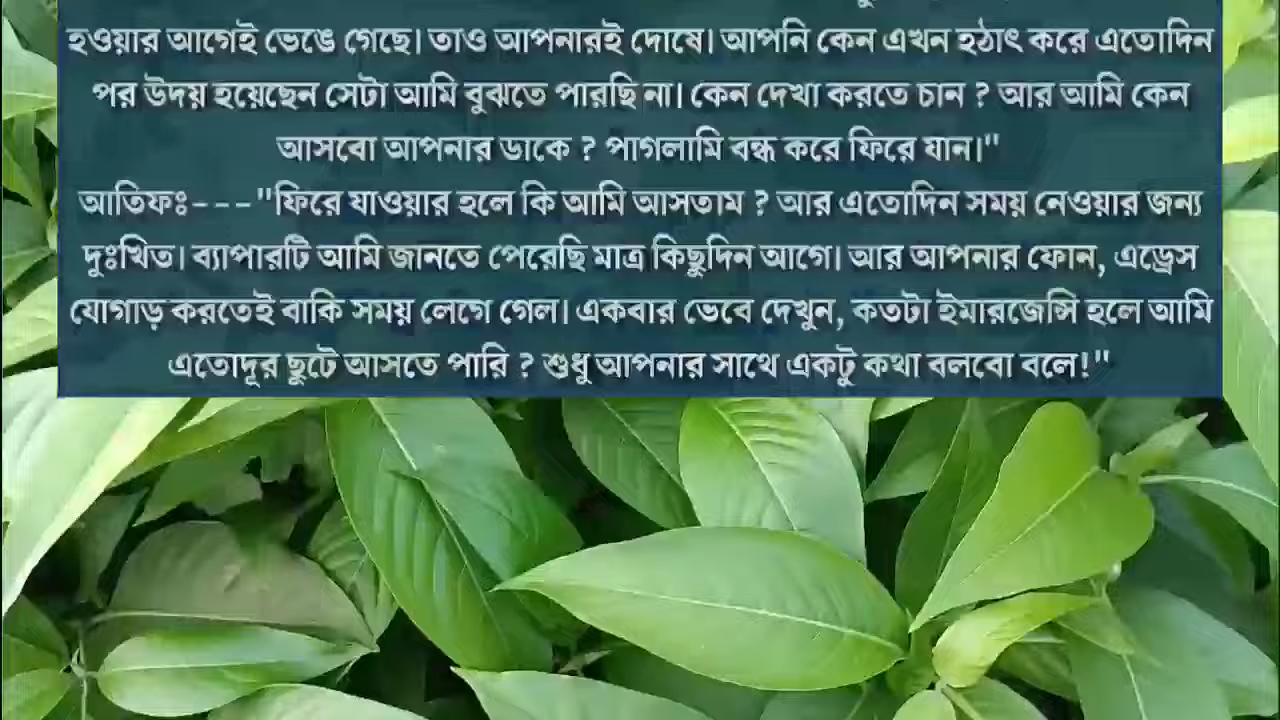 হওয়ার আগেই ভেঙে গেছে। তাও আপনারই দোষে। আপনি কেন এখন হঠাৎ করে এতোদিন
পর উদয় হয়েছেন সেটা আমি বুঝতে পারছি না। কেন দেখা করতে চান ? আর আমি কেন
আসবো আপনার ডাকে ? পাগলামি বন্ধ করে ফিরে যান।"
আতিফঃ---"ফিরে যাওয়ার হলে কি আমি আসতাম ? আর এতোদিন সময় নেওয়ার জন্য
দুঃখিত। ব্যাপারটি আমি জানতে পেরেছি মাত্র কিছুদিন আগে। আর আপনার ফোন, এড্রেস
যোগাড় করতেই বাকি সময় লেগে গেল। একবার ভেবে দেখুন, কতটা ইমারজেন্সি হলে আমি
এতোদূর ছুটে আসতে পারি ? শুধু আপনার সাথে একটু কথা বলবো বলে!"